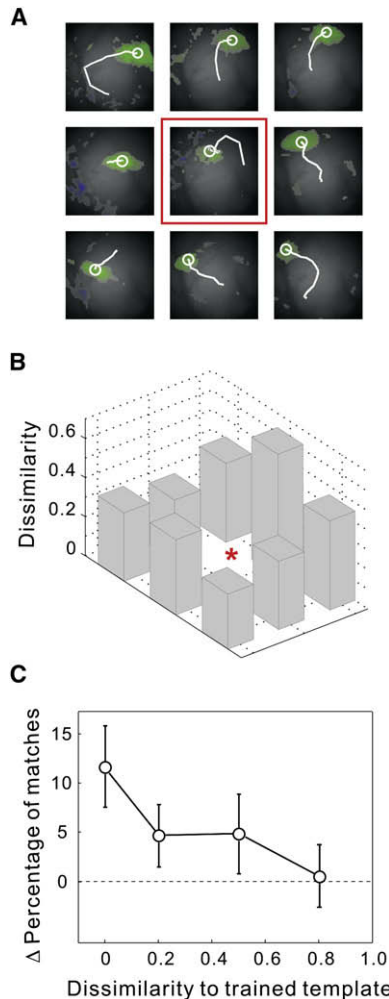 A
B
Dissimilarity
0.6
0.4
0.2
0
*
C
Δ Percentage of matches
15
10
5
0
0 0.2 0.4 0.6 0.8 1.0
Dissimilarity to trained template